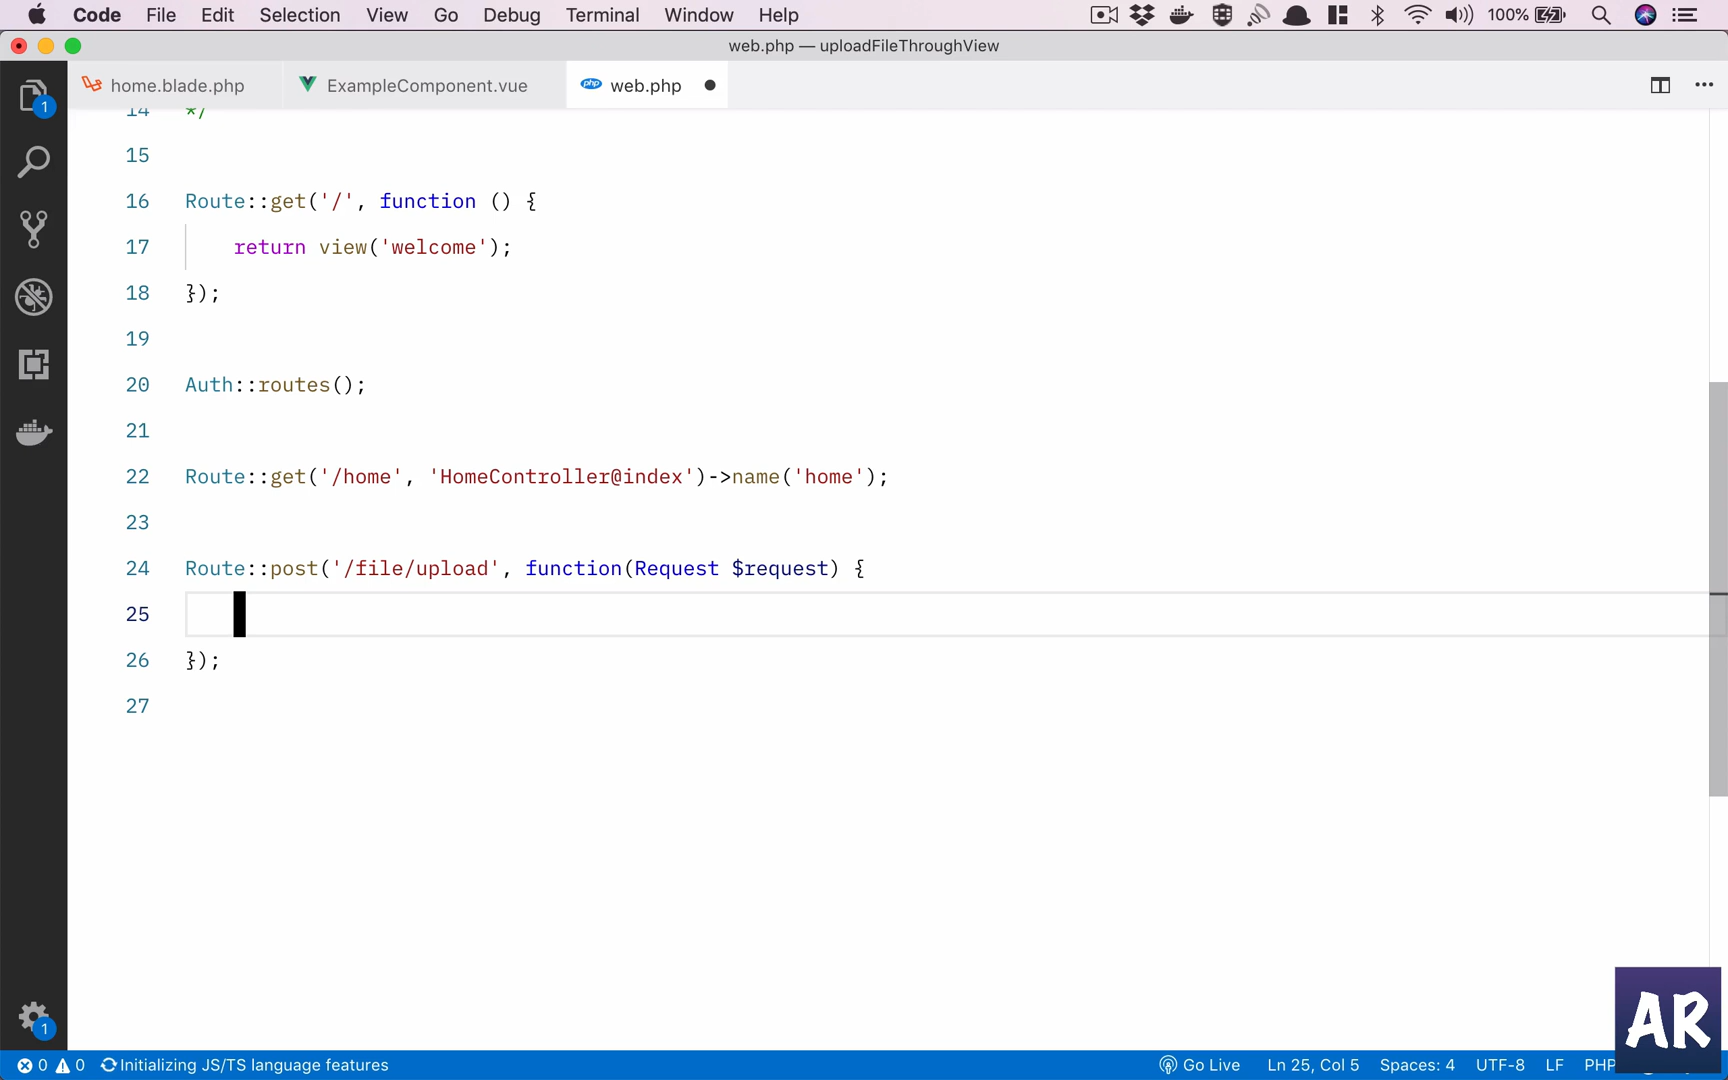 Code File Edit Selection View Go Debug Terminal Window Help 100%
web.php — uploadFileThroughView
home.blade.php ExampleComponent.vue php web.php
1
14 */
15
16 Route::get('/', function () {
17 return view('welcome');
18 });
19
20 Auth::routes();
21
22 Route::get('/home', 'HomeController@index')->name('home');
23
24 Route::post('/file/upload', function(Request $request) {
25
26 });
27
1
AR
0 0 Initializing JS/TS language features Go Live Ln 25, Col 5 Spaces: 4 UTF-8 LF PHP